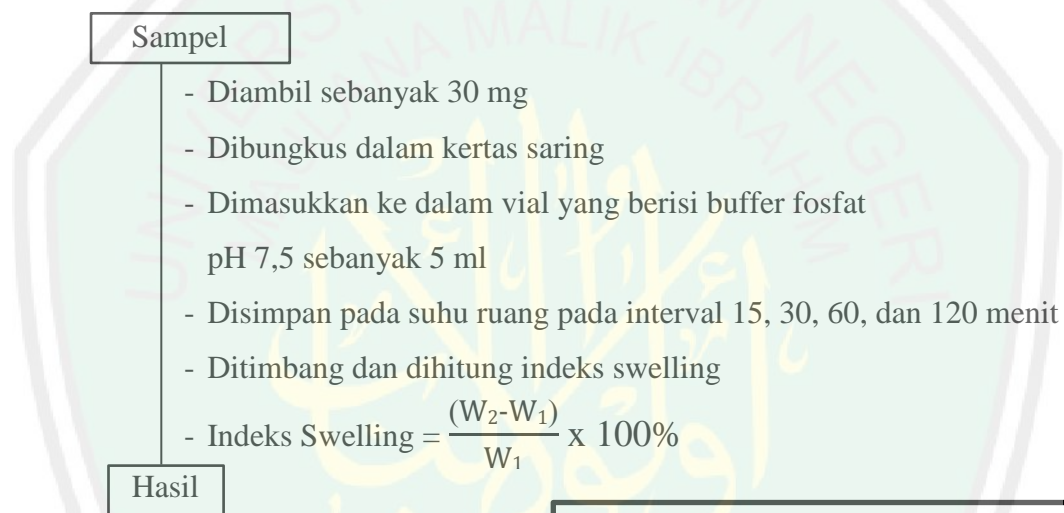 Sampel
- Diambil sebanyak 30 mg
- Dibungkus dalam kertas saring
- Dimasukkan ke dalam vial yang berisi buffer fosfat
pH 7,5 sebanyak 5 ml
- Disimpan pada suhu ruang pada interval 15, 30, 60, dan 120 menit
- Ditimbang dan dihitung indeks swelling
- Indeks Swelling = (W₂-W₁)/W₁ x 100%
Hasil